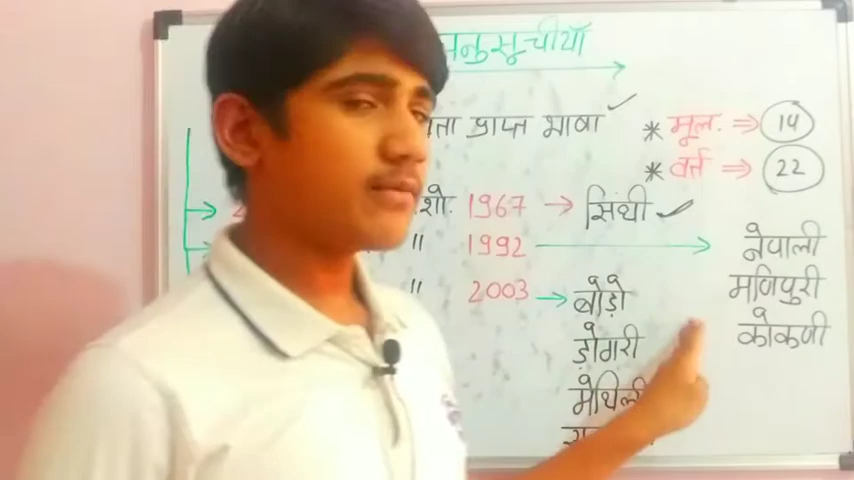 नुसूचीयाँ
ता प्राप्त भाषा ✓
* मूल. ⇒ 14
* वर्त ⇒ 22
शो. 1967 → सिंधी ✓
" 1992 → नेपाली
मणिपुरी
कोकणी
" 2003 → बोड़ो
ड़ोगरी
मेथिली